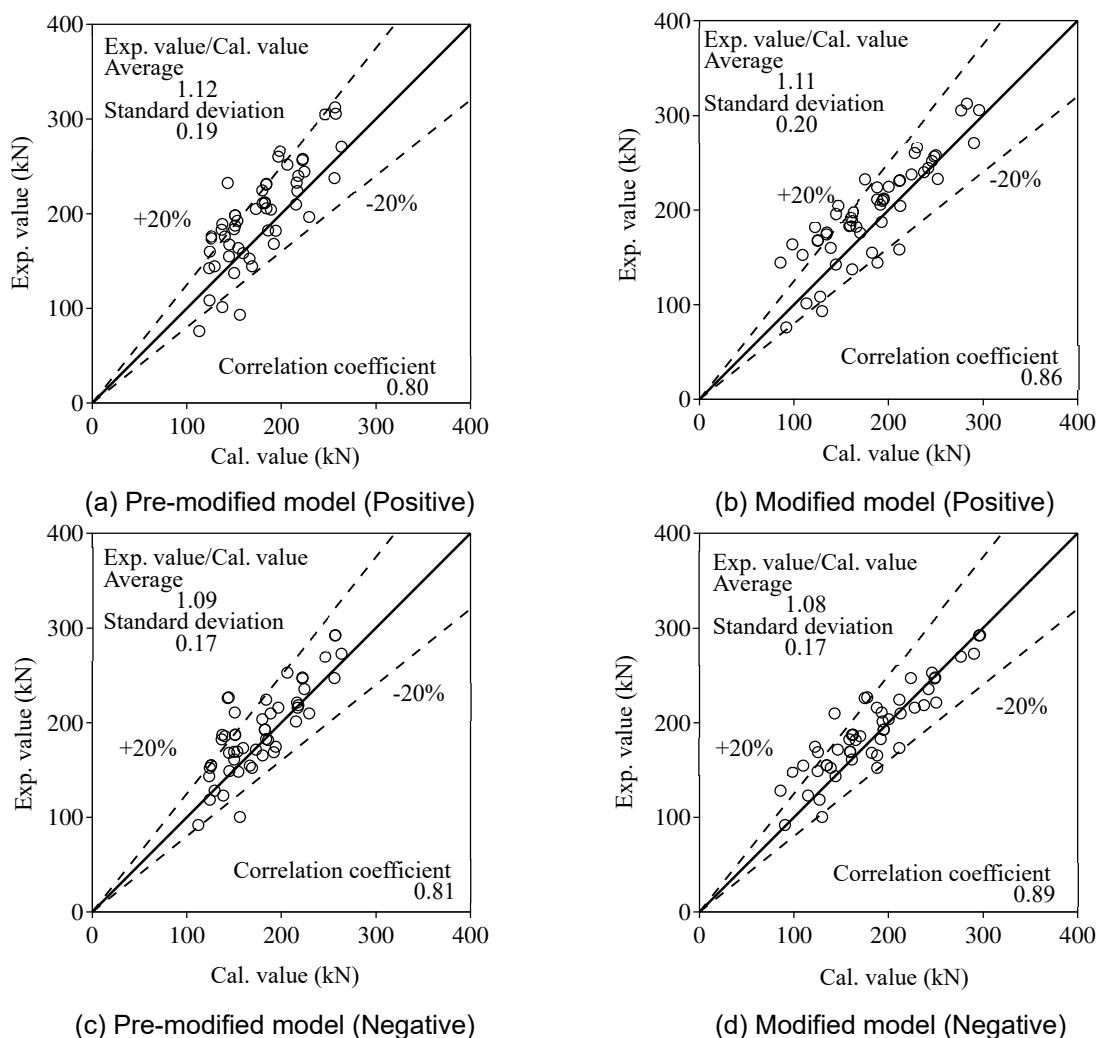 400
300
200
100
0
Exp. value (kN)
Exp. value/Cal. value
Average
1.12
Standard deviation
0.19
+20%
-20%
Correlation coefficient
0.80
0 100 200 300 400
Cal. value (kN)
(a) Pre-modified model (Positive)
400
300
200
100
0
Exp. value (kN)
Exp. value/Cal. value
Average
1.11
Standard deviation
0.20
+20%
-20%
Correlation coefficient
0.86
0 100 200 300 400
Cal. value (kN)
(b) Modified model (Positive)
400
300
200
100
0
Exp. value (kN)
Exp. value/Cal. value
Average
1.09
Standard deviation
0.17
+20%
-20%
Correlation coefficient
0.81
0 100 200 300 400
Cal. value (kN)
(c) Pre-modified model (Negative)
400
300
200
100
0
Exp. value (kN)
Exp. value/Cal. value
Average
1.08
Standard deviation
0.17
+20%
-20%
Correlation coefficient
0.89
0 100 200 300 400
Cal. value (kN)
(d) Modified model (Negative)